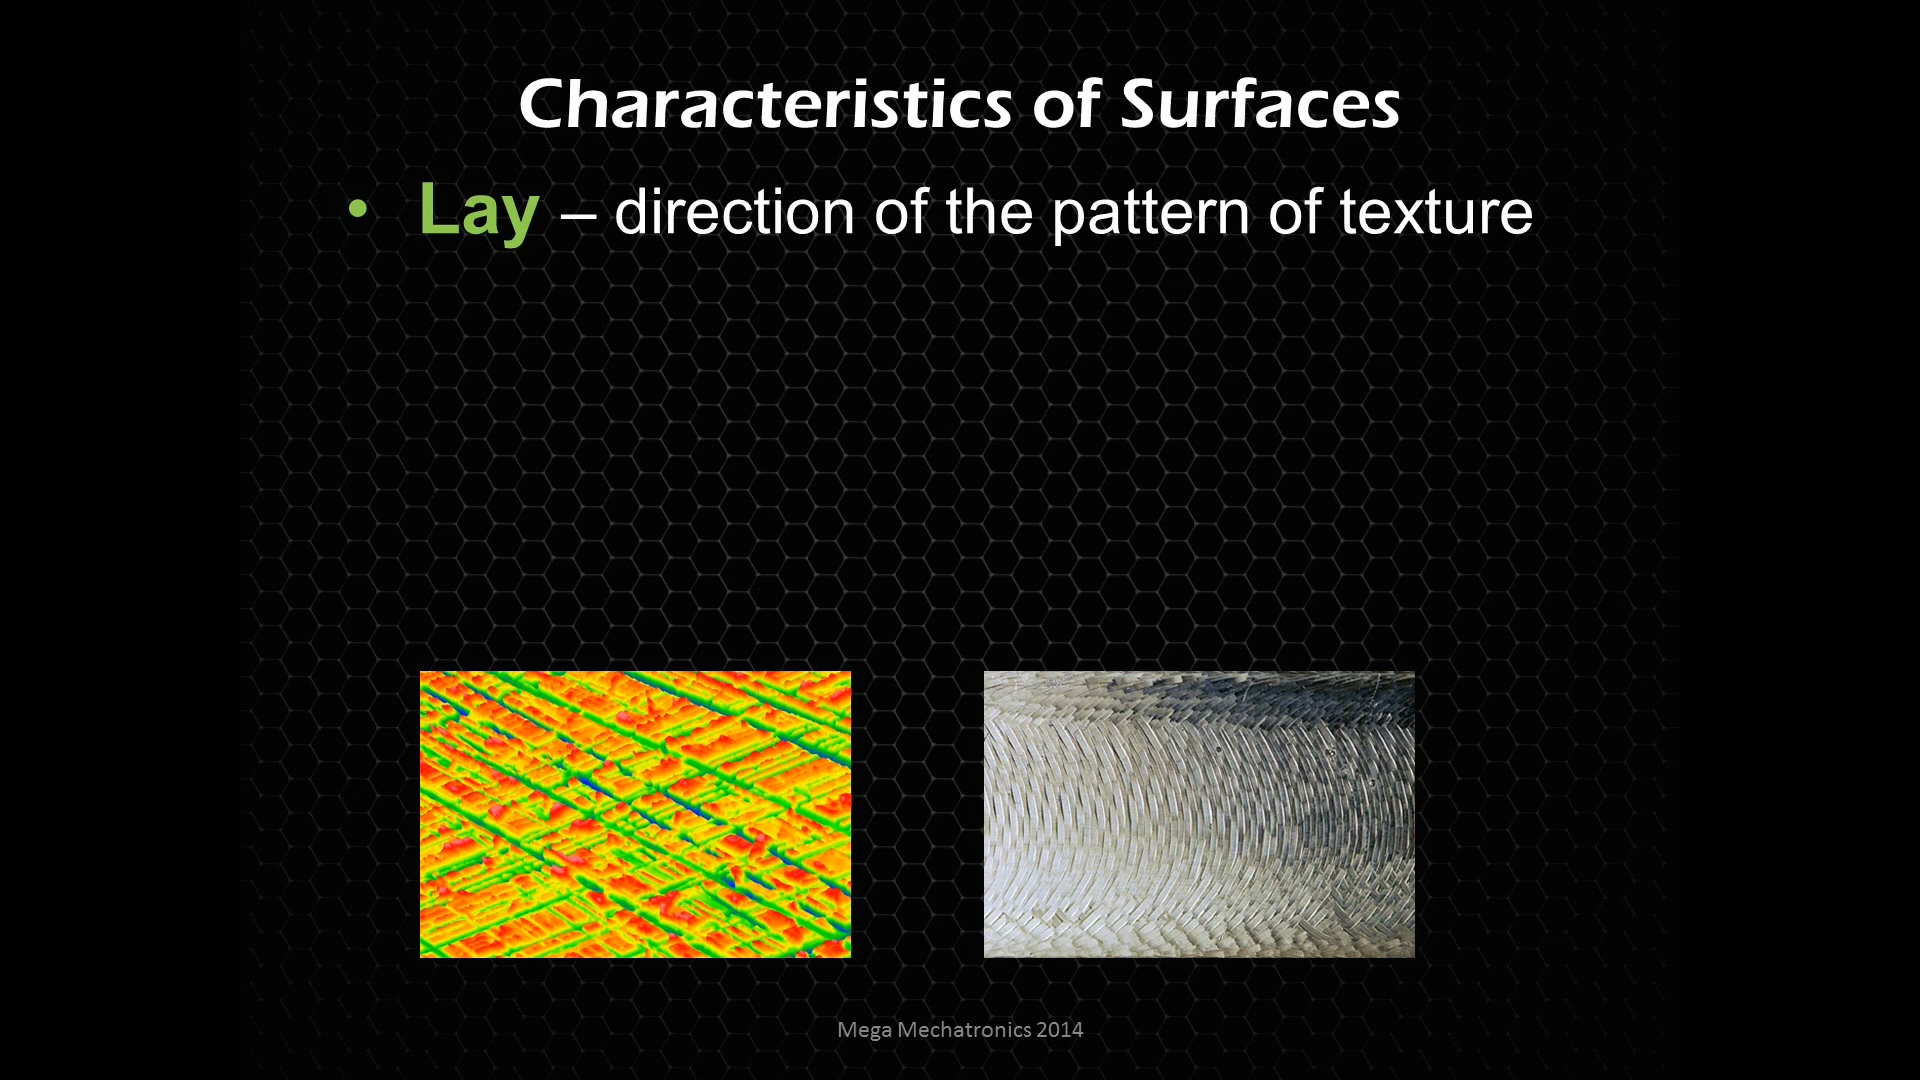 Characteristics of Surfaces
• Lay – direction of the pattern of texture
Mega Mechatronics 2014